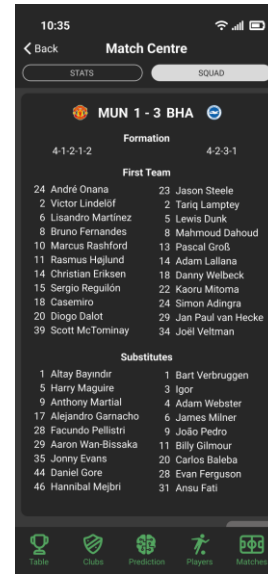 10:35
Back Match Centre
STATS SQUAD
MUN 1 - 3 BHA
Formation
4-1-2-1-2 4-2-3-1
First Team
24 André Onana 23 Jason Steele
2 Victor Lindelöf 2 Tariq Lamptey
6 Lisandro Martínez 5 Lewis Dunk
8 Bruno Fernandes 8 Mahmoud Dahoud
10 Marcus Rashford 13 Pascal Groß
11 Rasmus Højlund 14 Adam Lallana
14 Christian Eriksen 18 Danny Welbeck
15 Sergio Reguilón 22 Kaoru Mitoma
18 Casemiro 24 Simon Adingra
20 Diogo Dalot 29 Jan Paul van Hecke
39 Scott McTominay 34 Joël Veltman
Substitutes
1 Altay Bayındır 1 Bart Verbruggen
5 Harry Maguire 3 Igor
9 Anthony Martial 4 Adam Webster
17 Alejandro Garnacho 6 James Milner
28 Facundo Pellistri 9 João Pedro
29 Aaron Wan-Bissaka 11 Billy Gilmour
35 Jonny Evans 20 Carlos Baleba
44 Daniel Gore 28 Evan Ferguson
46 Hannibal Mejbri 31 Ansu Fati
Table Clubs Prediction Players Matches